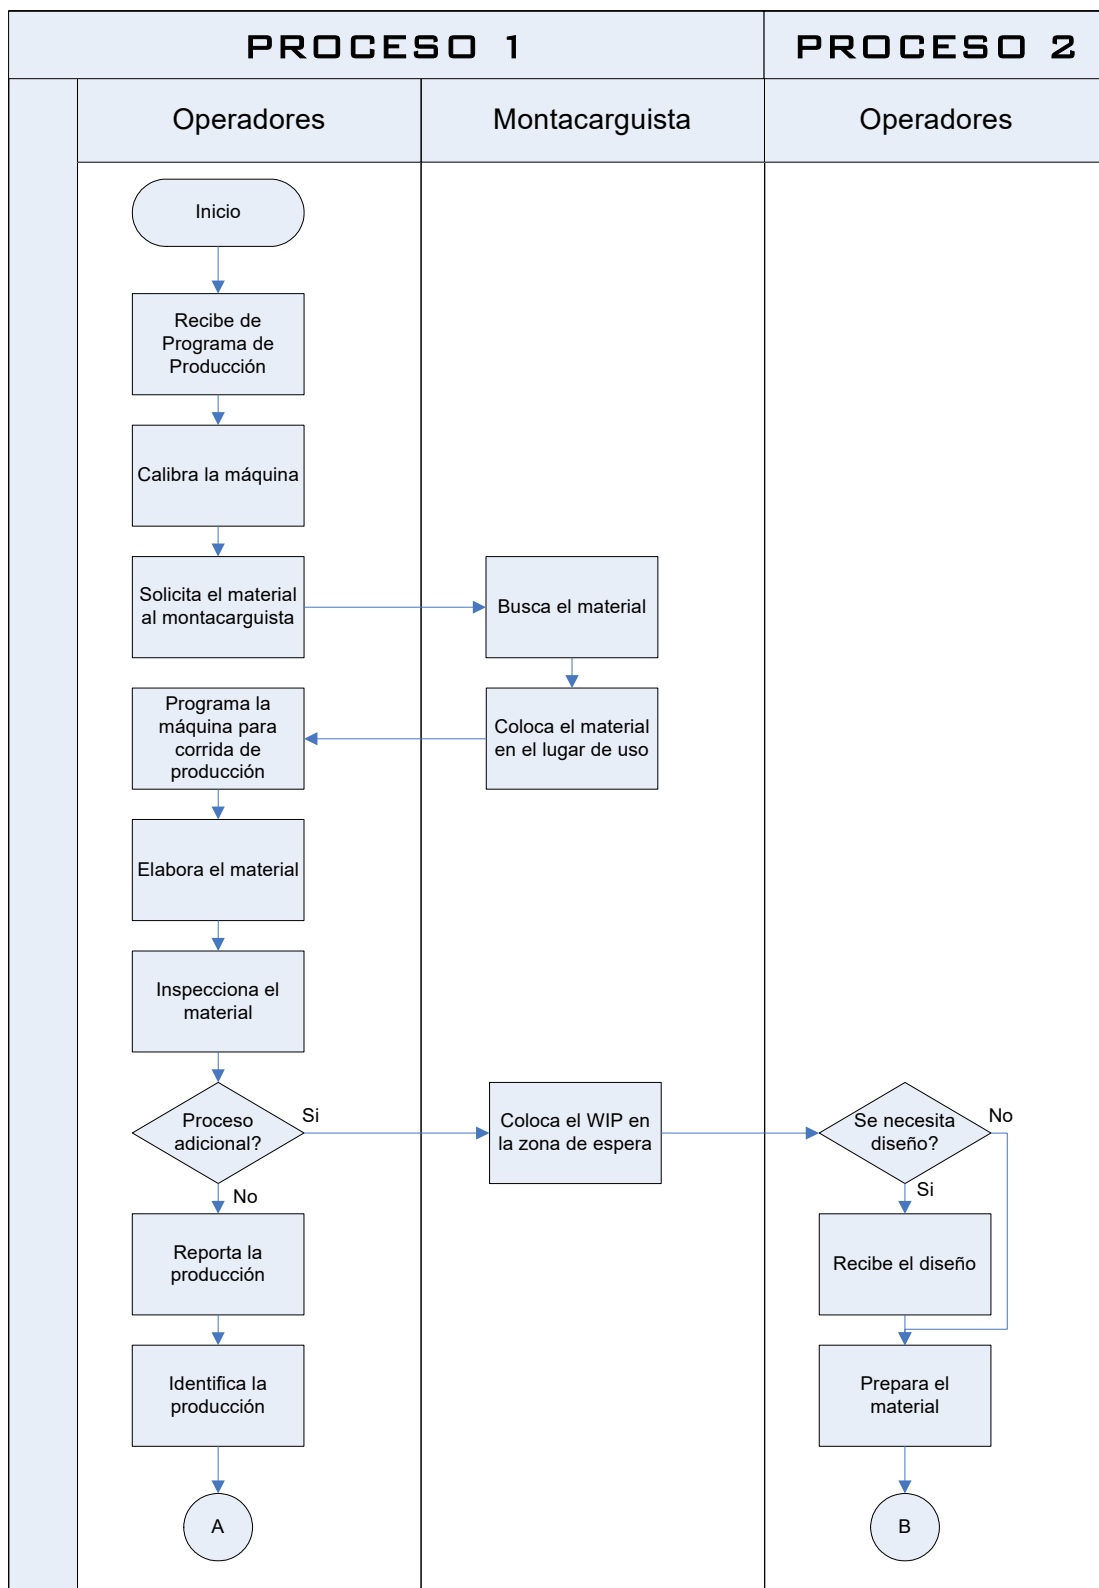 PROCESO 1
PROCESO 2
Operadores
Montacarguista
Operadores
Inicio
Recibe de
Programa de
Producción
Calibra la máquina
Solicita el material
al montacarguista
Busca el material
Programa la
máquina para
corrida de
producción
Coloca el material
en el lugar de uso
Elabora el material
Inspecciona el
material
Proceso
adicional?
Si
Coloca el WIP en
la zona de espera
Se necesita
diseño?
No
No
Si
Reporta la
producción
Recibe el diseño
Identifica la
producción
Prepara el
material
A
B